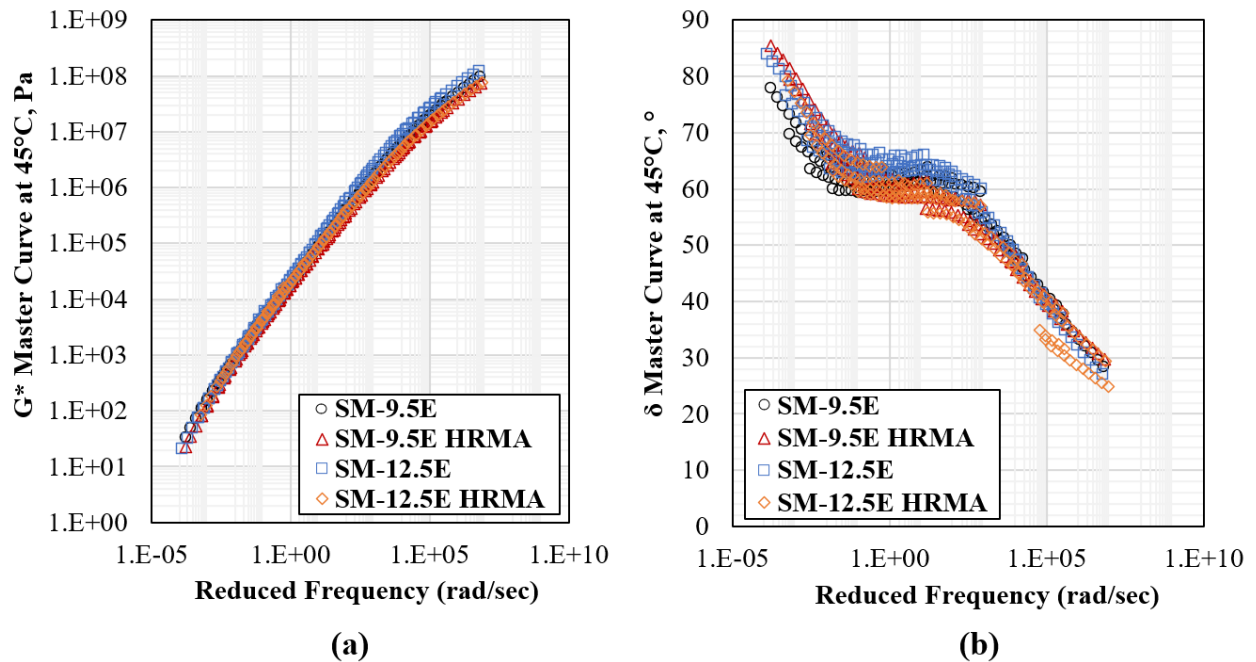 1.E+09
1.E+08
1.E+07
1.E+06
1.E+05
1.E+04
1.E+03
1.E+02
1.E+01
1.E+00
G* Master Curve at 45°C, Pa
SM-9.5E
SM-9.5E HRMA
SM-12.5E
SM-12.5E HRMA
1.E-05 1.E+00 1.E+05 1.E+10
Reduced Frequency (rad/sec)
(a)
90
80
70
60
50
40
30
20
10
0
δ Master Curve at 45°C, °
SM-9.5E
SM-9.5E HRMA
SM-12.5E
SM-12.5E HRMA
1.E-05 1.E+00 1.E+05 1.E+10
Reduced Frequency (rad/sec)
(b)